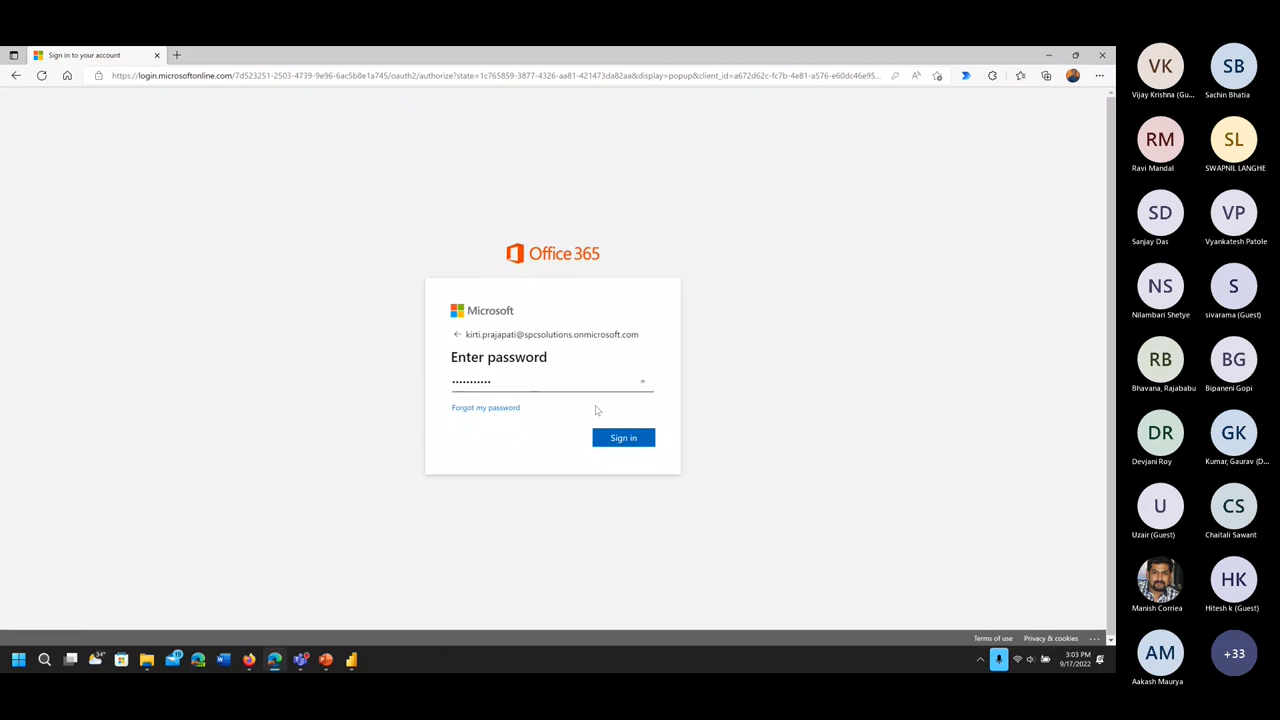 Sign in to your account
https://login.microsoftonline.com/7d523251-2503-4739-9e96-6ac5b8e1a745/oauth2/authorize?state=1c765859-3877-4326-aa81-421473da82aa&display=popup&client_id=a672d62c-fc7b-4e81-a576-e60dc46e95...
Office 365
Microsoft
kirti.prajapati@spcsolutions.onmicrosoft.com
Enter password
Forgot my password
Sign in
Terms of use Privacy & cookies ...
34°
19
3:03 PM
9/17/2022
VK
Vijay Krishna (Gu...
SB
Sachin Bhatia
RM
Ravi Mandal
SL
SWAPNIL LANGHE
SD
Sanjay Das
VP
Vyankatesh Patole
NS
Nilambari Shetye
S
sivarama (Guest)
RB
Bhavana, Rajababu
BG
Bipaneni Gopi
DR
Devjani Roy
GK
Kumar, Gaurav (D...
U
Uzair (Guest)
CS
Chaitali Sawant
Manish Corriea
HK
Hitesh k (Guest)
AM
Aakash Maurya
+33